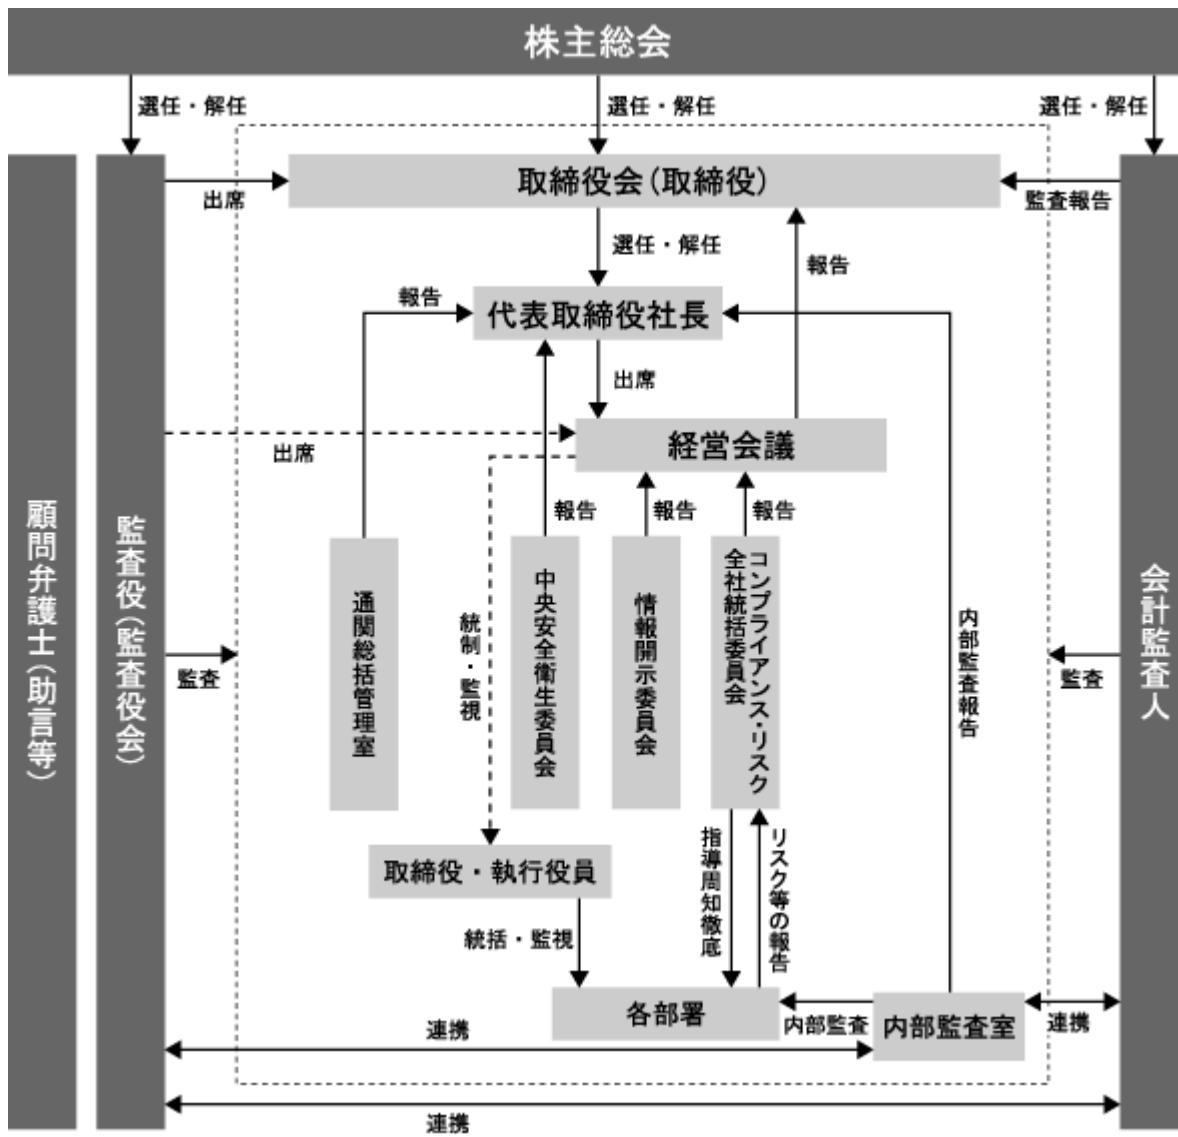 株主総会
選任・解任
選任・解任
選任・解任
取締役会(取締役)
出席
監査報告
選任・解任
報告
報告
代表取締役社長
出席
経営会議
出席
報告
報告
報告
顧問弁護士(助言等)
監査役(監査役会)
会計監査人
通関総括管理室
統制・監視
中央安全衛生委員会
情報開示委員会
コンプライアンス・リスク
全社統括委員会
内部監査報告
監査
監査
取締役・執行役員
指導周知徹底
リスク等の報告
統括・監視
各部署
内部監査
内部監査室
連携
連携
連携